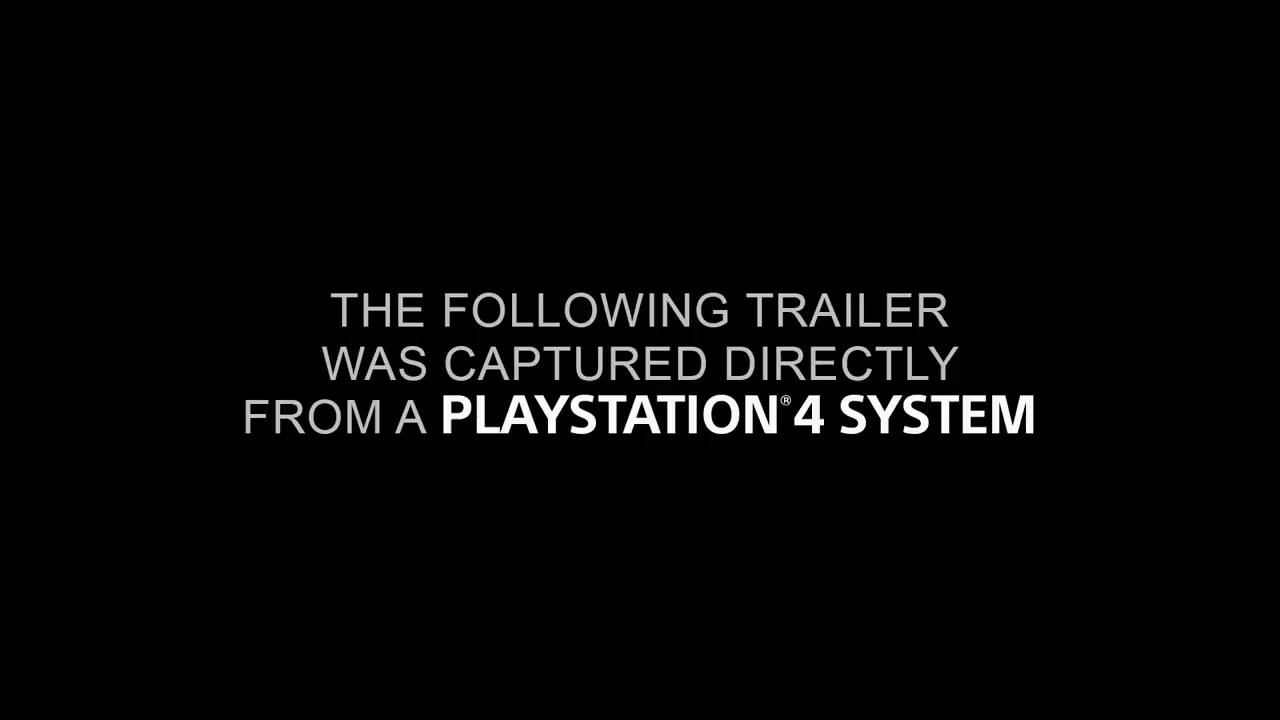 THE FOLLOWING TRAILER
WAS CAPTURED DIRECTLY
FROM A PLAYSTATION®4 SYSTEM